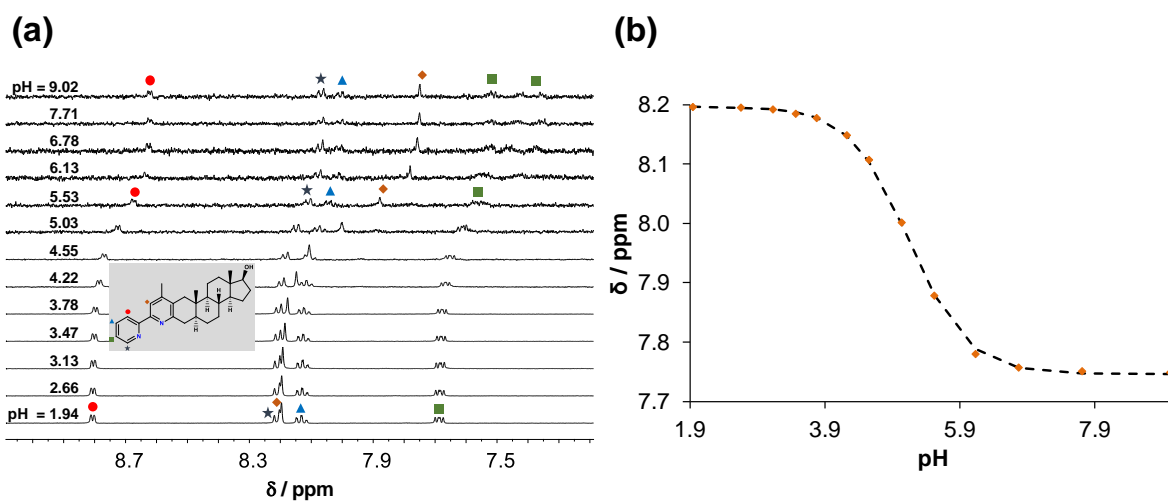 (a)
pH = 9.02
7.71
6.78
6.13
5.53
5.03
4.55
4.22
3.78
3.47
3.13
2.66
pH = 1.94
OH
H
H
H
H
N
N
8.7
8.3
7.9
7.5
δ / ppm
(b)
8.2
8.1
8.0
7.9
7.8
7.7
1.9
3.9
5.9
7.9
δ / ppm
pH